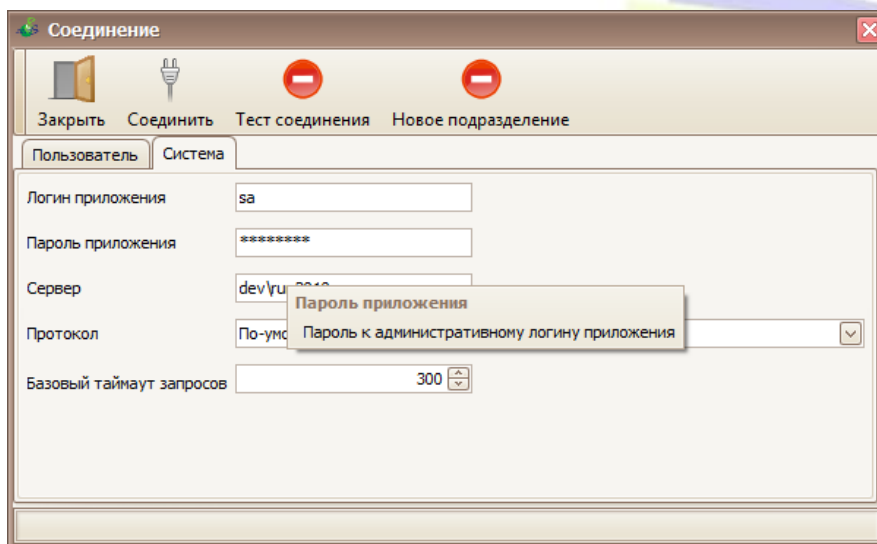 Соединение
Закрыть Соединить Тест соединения Новое подразделение
Пользователь Система
Логин приложения sa
Пароль приложения ********
Сервер
Пароль приложения
Пароль к административному логину приложения
Протокол
Базовый таймаут запросов 300